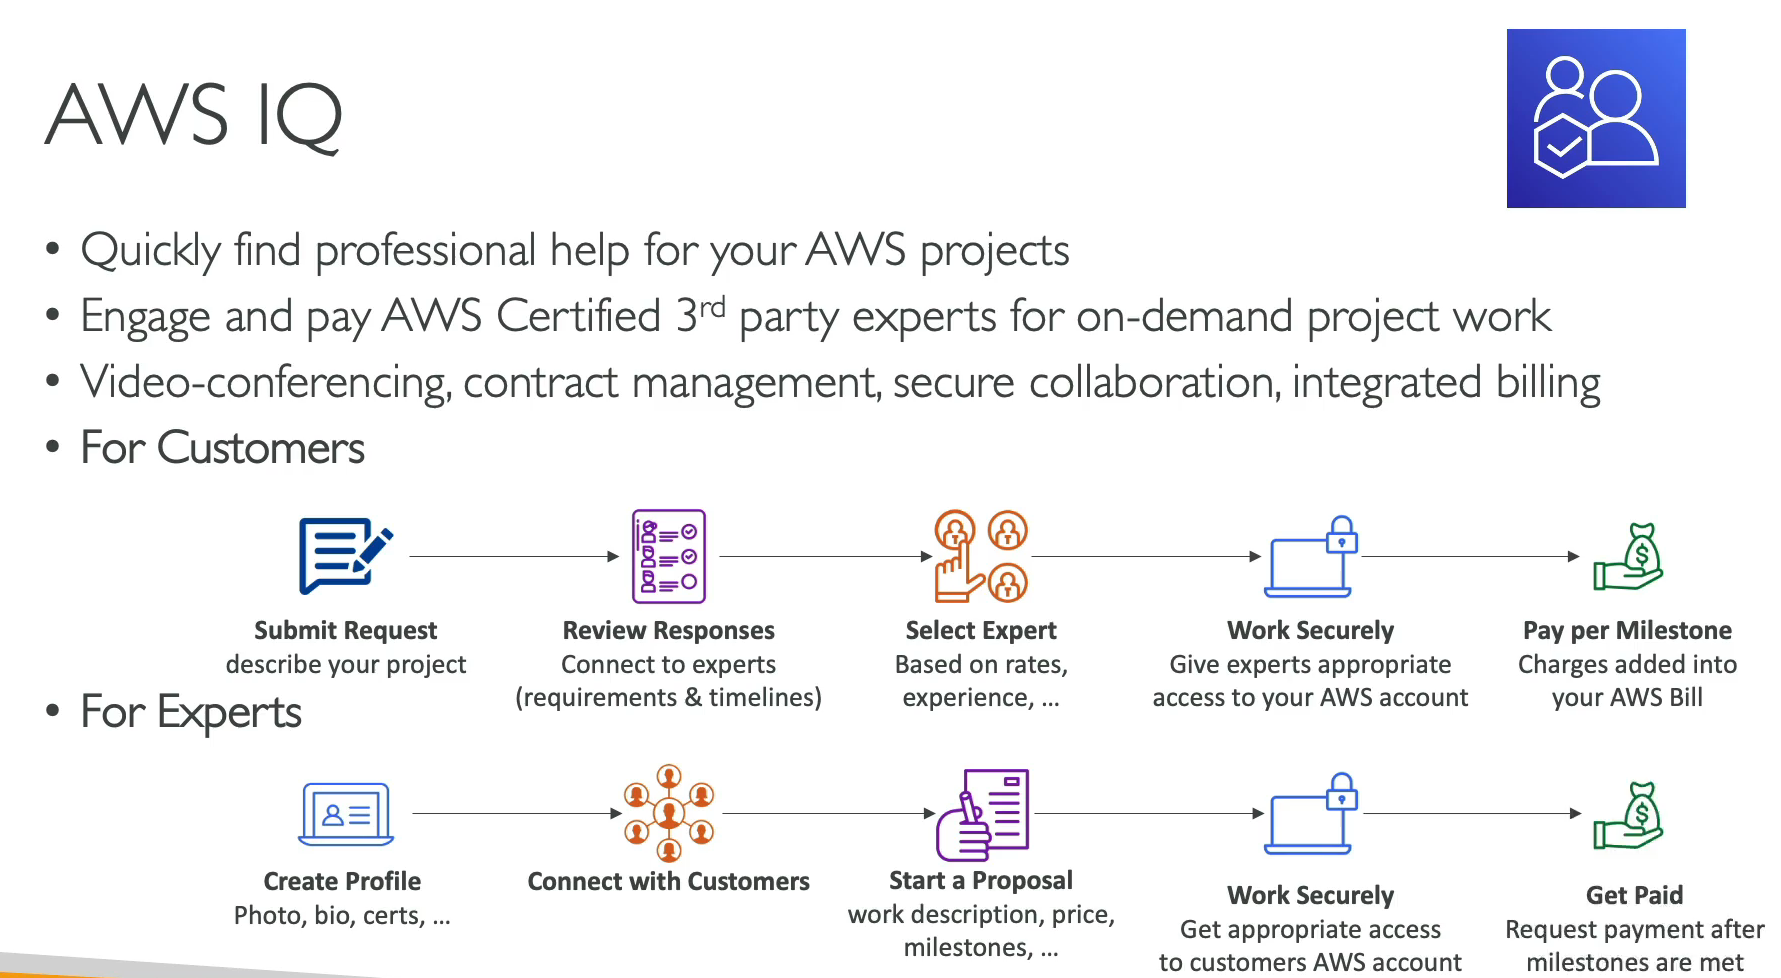 AWS IQ
• Quickly find professional help for your AWS projects
• Engage and pay AWS Certified 3rd party experts for on-demand project work
• Video-conferencing, contract management, secure collaboration, integrated billing
• For Customers
Submit Request
describe your project
Review Responses
Connect to experts
(requirements & timelines)
Select Expert
Based on rates,
experience, ...
Work Securely
Give experts appropriate
access to your AWS account
Pay per Milestone
Charges added into
your AWS Bill
• For Experts
Create Profile
Photo, bio, certs, ...
Connect with Customers
Start a Proposal
work description, price,
milestones, ...
Work Securely
Get appropriate access
to customers AWS account
Get Paid
Request payment after
milestones are met